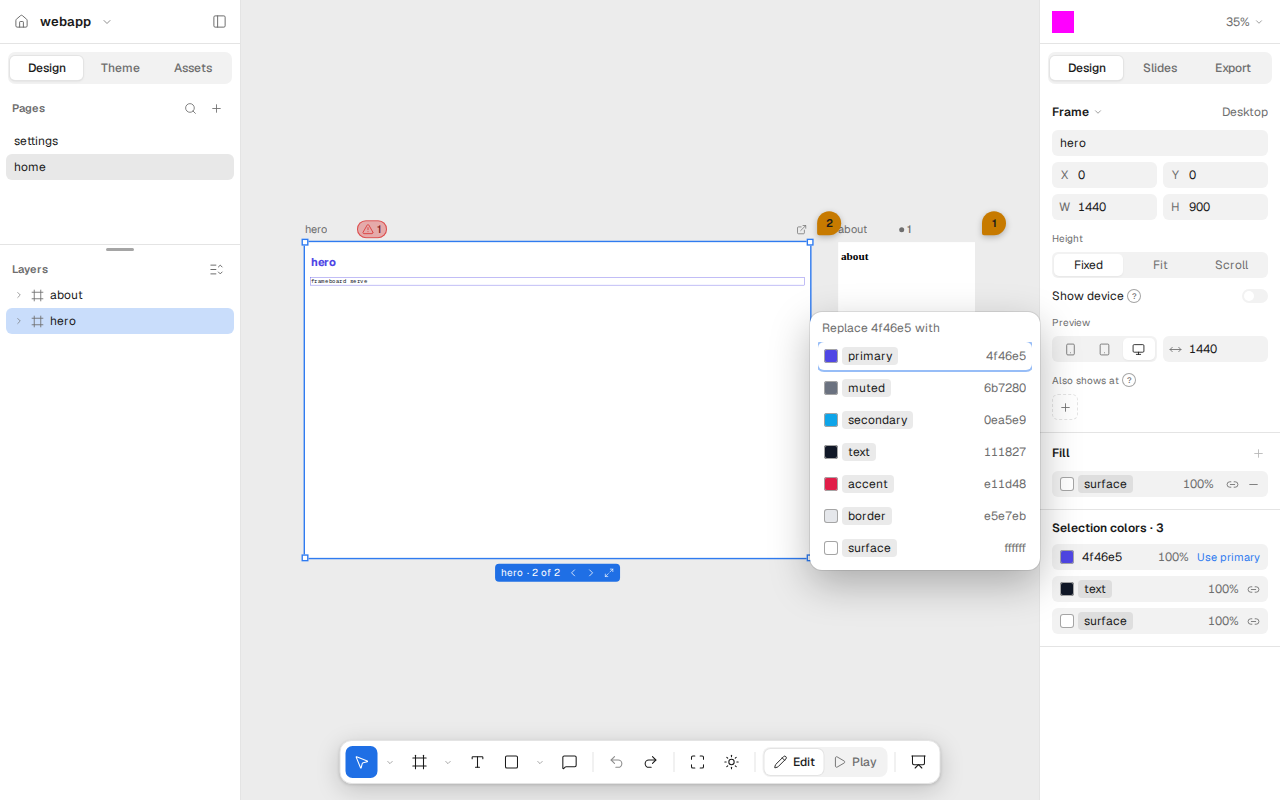 webapp
Design Theme Assets
Pages
settings
home
Layers
about
hero
hero 1
2
about 1
1
hero
frameboard serve
about
Replace 4f46e5 with
primary 4f46e5
muted 6b7280
secondary 0ea5e9
text 111827
accent e11d48
border e5e7eb
surface ffffff
hero · 2 of 2
Edit Play
35%
Design Slides Export
Frame Desktop
hero
X 0 Y 0
W 1440 H 900
Height
Fixed Fit Scroll
Show device ?
Preview
1440
Also shows at ?
Fill
surface 100%
Selection colors · 3
4f46e5 100% Use primary
text 100%
surface 100%